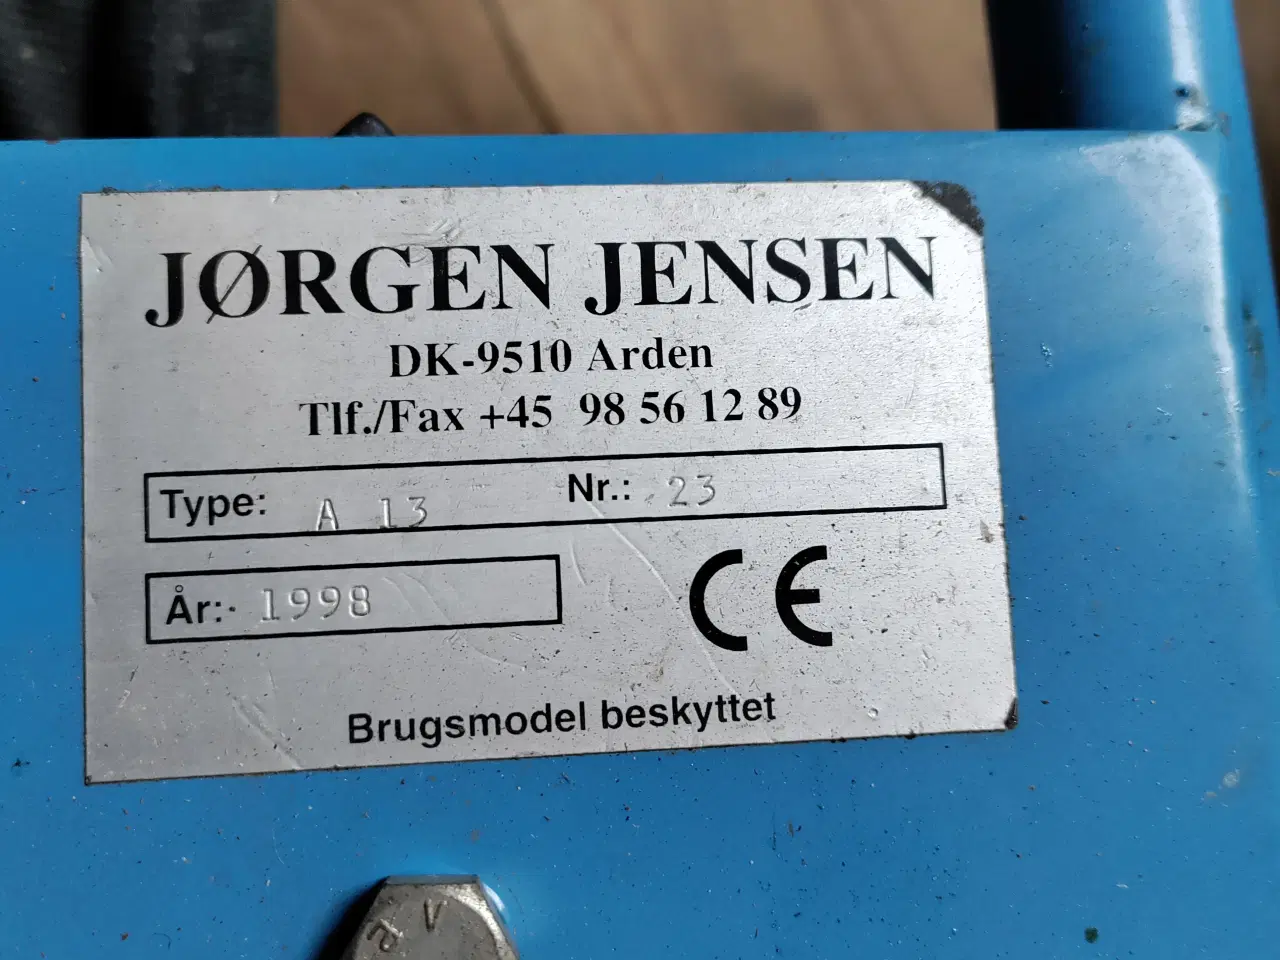 JØRGEN JENSEN
DK-9510 Arden
Tlf./Fax +45 98 56 12 89
Type: A 13 Nr.: 23
År: 1998
CE
Brugsmodel beskyttet